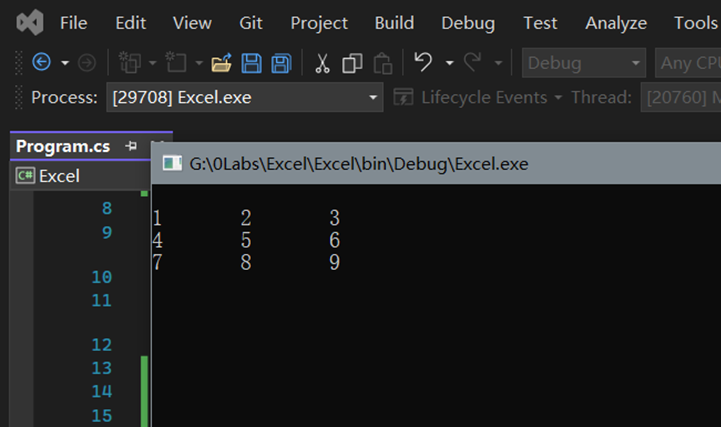 File Edit View Git Project Build Debug Test Analyze Tools
Debug Any CPU
Process: [29708] Excel.exe Lifecycle Events Thread: [20760] M
Program.cs
G:\0Labs\Excel\Excel\bin\Debug\Excel.exe
C# Excel
8
9
10
11
12
13
14
15
1 2 3
4 5 6
7 8 9